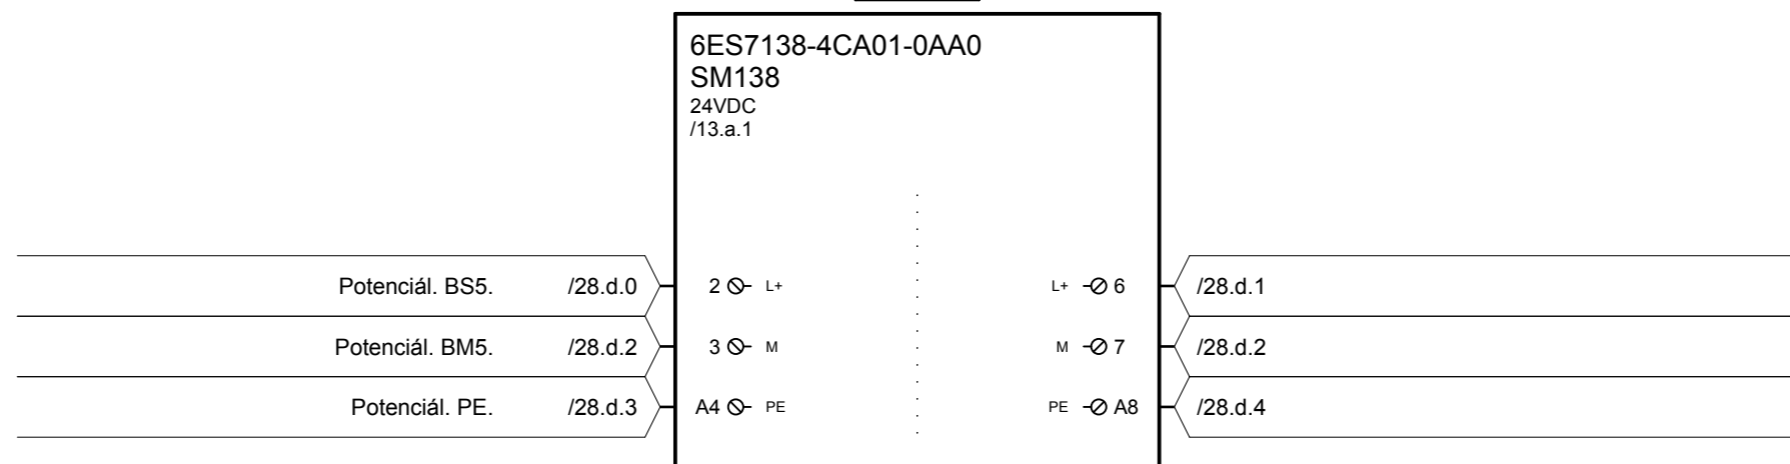 6ES7138-4CA01-0AA0
SM138
24VDC
/13.a.1
Potenciál. BS5. /28.d.0 2 L+ L+ 6 /28.d.1
Potenciál. BM5. /28.d.2 3 M M 7 /28.d.2
Potenciál. PE. /28.d.3 A4 PE PE A8 /28.d.4